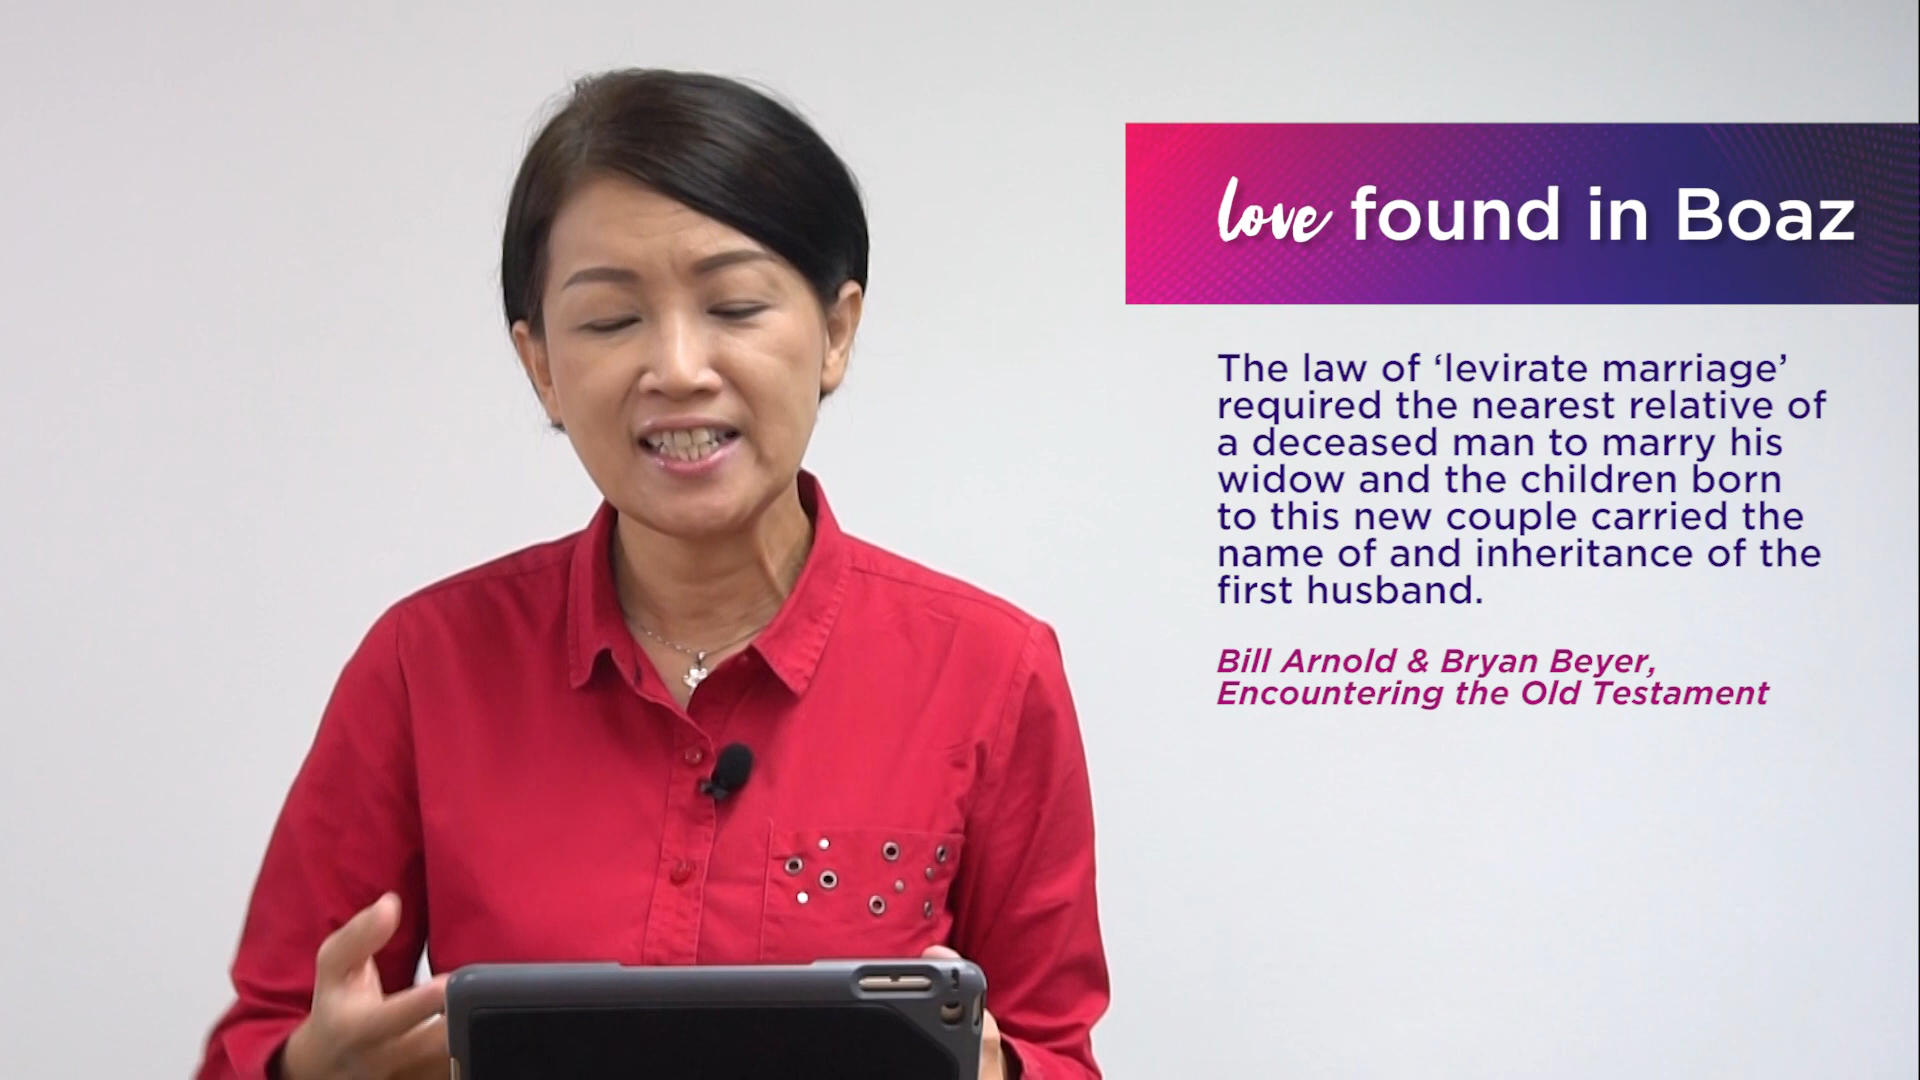 love found in Boaz
The law of ‘levirate marriage’
required the nearest relative of
a deceased man to marry his
widow and the children born
to this new couple carried the
name of and inheritance of the
first husband.
Bill Arnold & Bryan Beyer,
Encountering the Old Testament